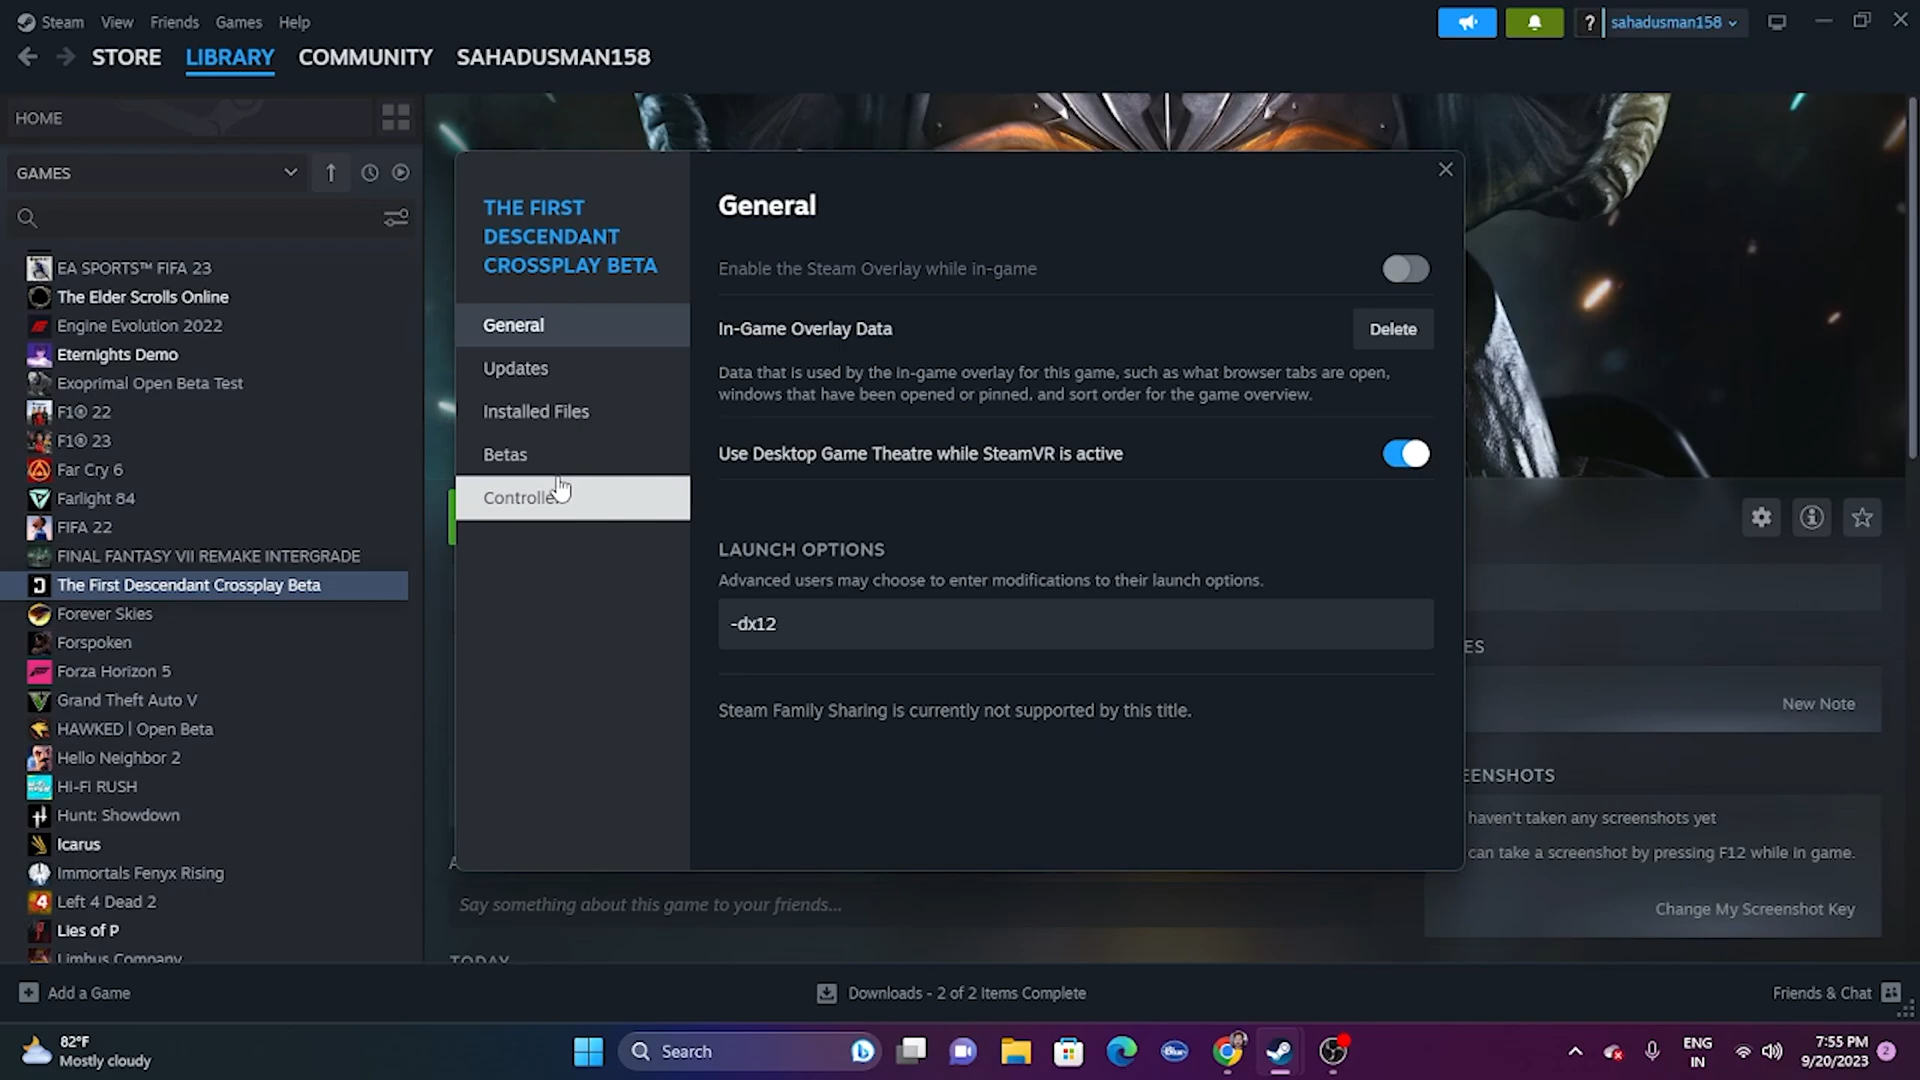 Steam View Friends Games Help
? sahadusman158
STORE LIBRARY COMMUNITY SAHADUSMAN158
HOME
GAMES
EA SPORTS™ FIFA 23
The Elder Scrolls Online
Engine Evolution 2022
Eternights Demo
Exoprimal Open Beta Test
F1® 22
F1® 23
Far Cry 6
Farlight 84
FIFA 22
FINAL FANTASY VII REMAKE INTERGRADE
The First Descendant Crossplay Beta
Forever Skies
Forspoken
Forza Horizon 5
Grand Theft Auto V
HAWKED | Open Beta
Hello Neighbor 2
Hi-Fi RUSH
Hunt: Showdown
Icarus
Immortals Fenyx Rising
Left 4 Dead 2
Lies of P
Limbus Company
THE FIRST
DESCENDANT
CROSSPLAY BETA
General
Updates
Installed Files
Betas
Controlle
General
Enable the Steam Overlay while in-game
In-Game Overlay Data
Delete
Data that is used by the in-game overlay for this game, such as what browser tabs are open,
windows that have been opened or pinned, and sort order for the game overview.
Use Desktop Game Theatre while SteamVR is active
LAUNCH OPTIONS
Advanced users may choose to enter modifications to their launch options.
-dx12
Steam Family Sharing is currently not supported by this title.
ES
New Note
EENSHOTS
haven't taken any screenshots yet
can take a screenshot by pressing F12 while in game.
Change My Screenshot Key
Say something about this game to your friends...
TODAY
Add a Game
Downloads - 2 of 2 Items Complete
Friends & Chat
82°F
Mostly cloudy
Search
ENG
IN
7:55 PM
9/20/2023
2